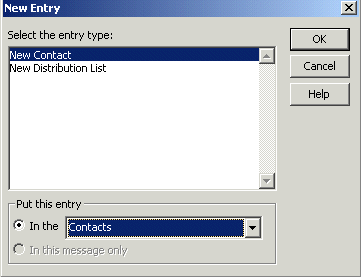 New Entry
Select the entry type:
New Contact
New Distribution List
OK
Cancel
Help
Put this entry
In the Contacts
In this message only